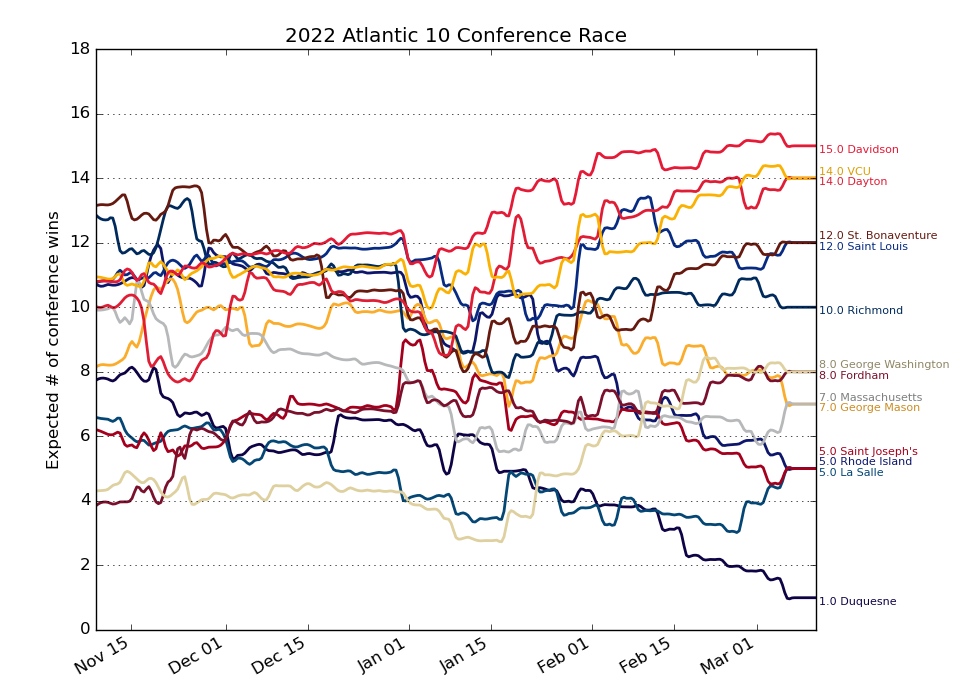 2022 Atlantic 10 Conference Race
Expected # of conference wins
18
16
14
12
10
8
6
4
2
0
Nov 15
Dec 01
Dec 15
Jan 01
Jan 15
Feb 01
Feb 15
Mar 01
15.0 Davidson
14.0 VCU
14.0 Dayton
12.0 St. Bonaventure
12.0 Saint Louis
10.0 Richmond
8.0 George Washington
8.0 Fordham
7.0 Massachusetts
7.0 George Mason
5.0 Saint Joseph's
5.0 Rhode Island
5.0 La Salle
1.0 Duquesne